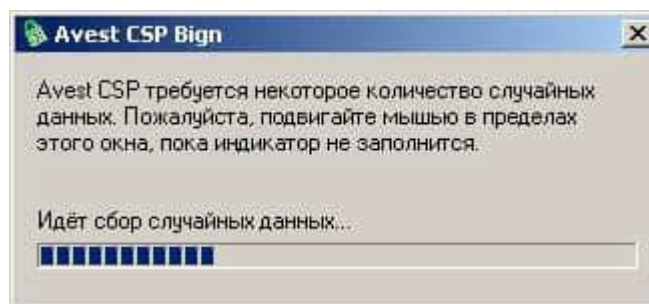 Avest CSP Bign
Avest CSP требуется некоторое количество случайных
данных. Пожалуйста, подвигайте мышью в пределах
этого окна, пока индикатор не заполнится.
Идёт сбор случайных данных...